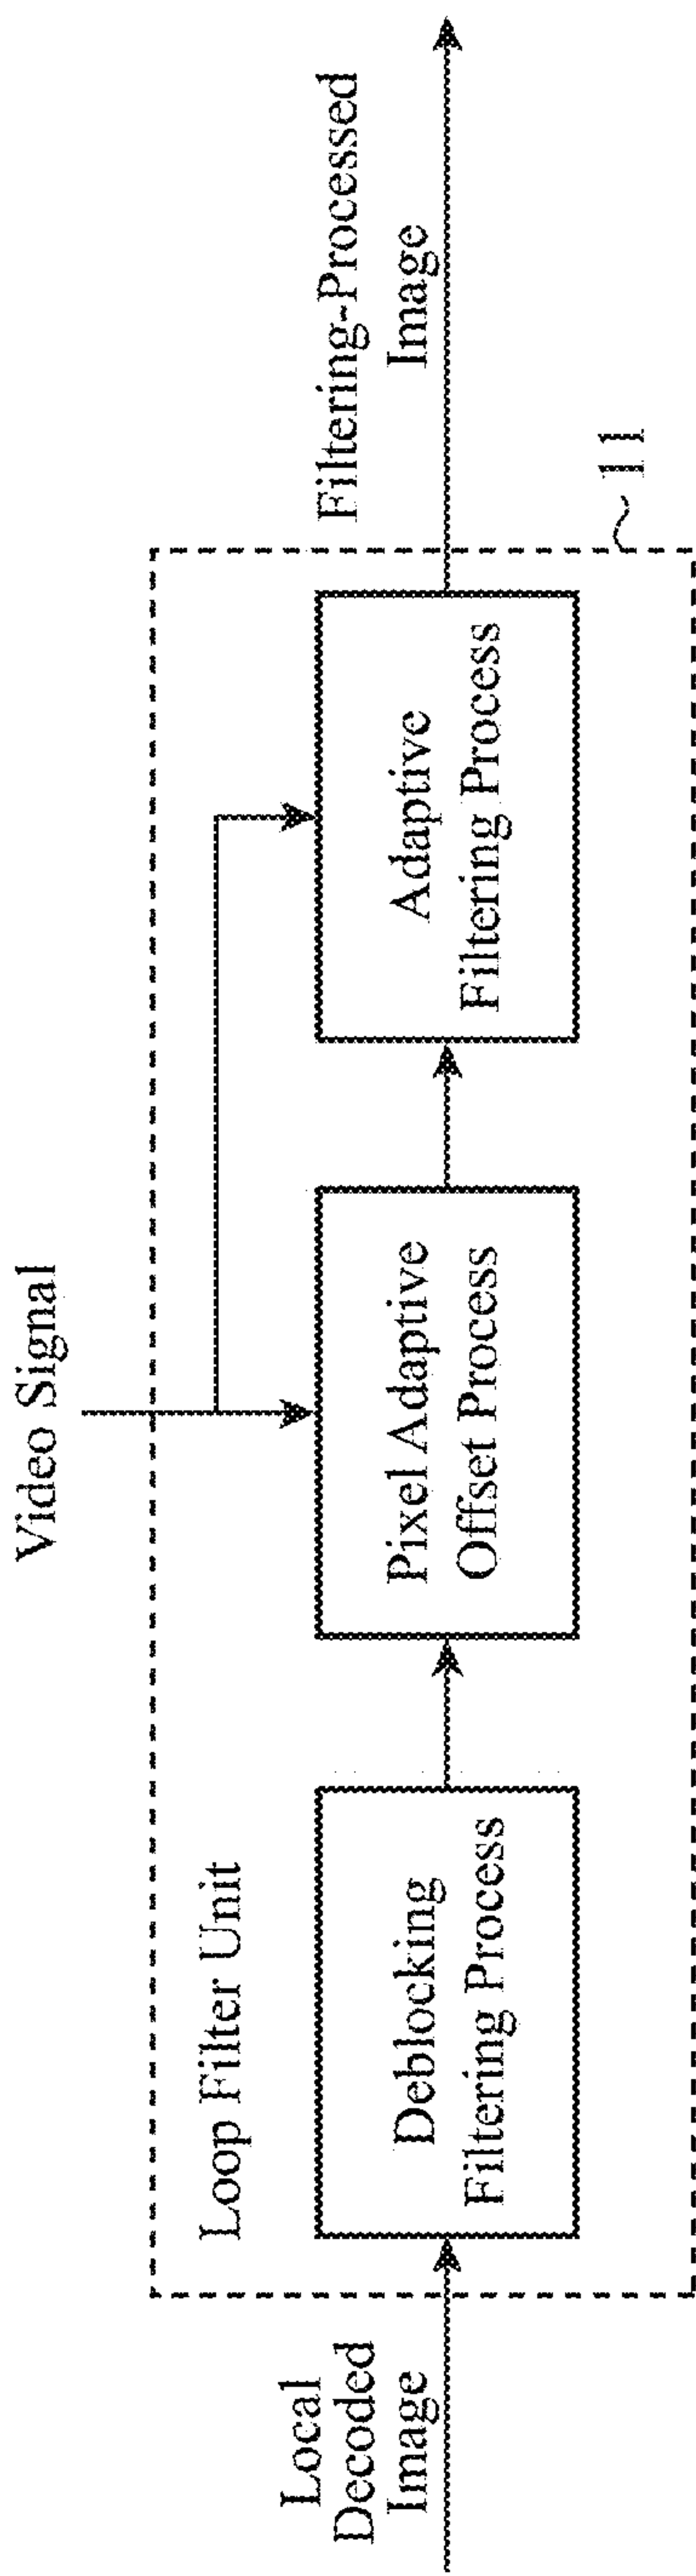 Video Signal
Loop Filter Unit
Local
Decoded
Image
Deblocking
Filtering Process
Pixel Adaptive
Offset Process
Adaptive
Filtering Process
Filtering-Processed
Image
11